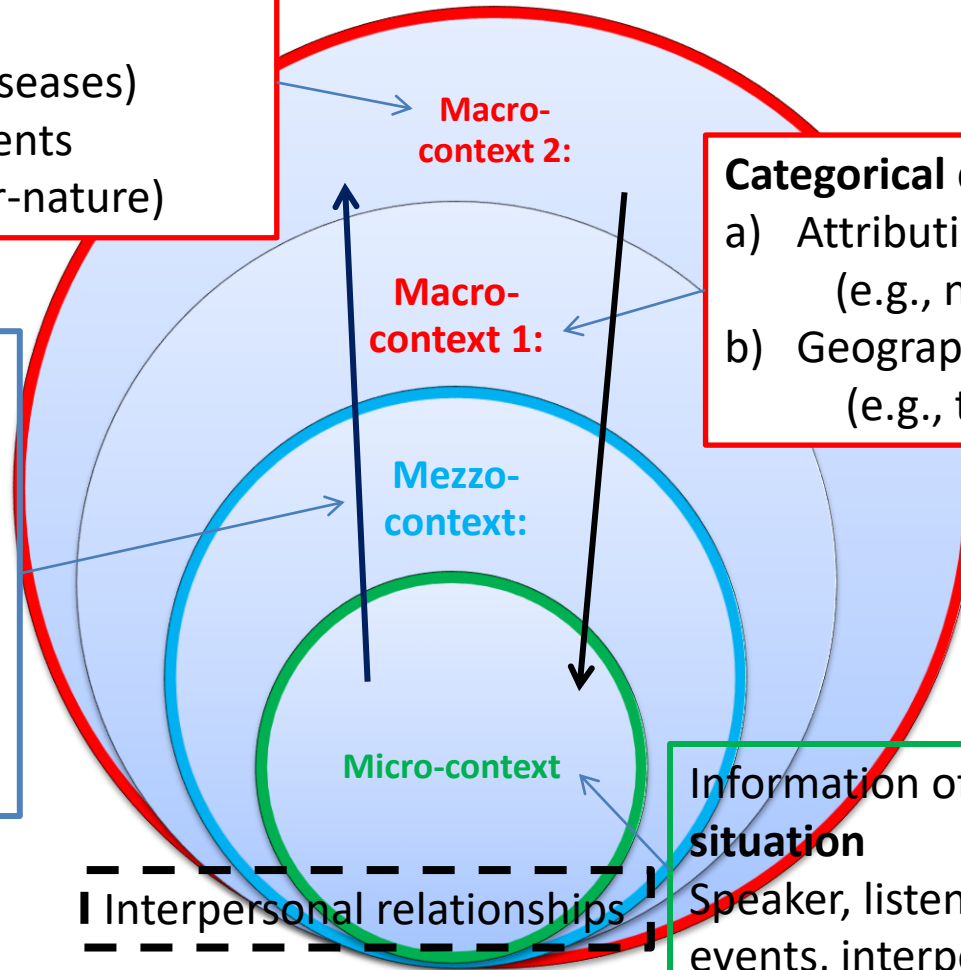 seases)
ents
r-nature)
Macro-
context 2:
Categorical
a) Attributi
(e.g., 
b) Geograp
(e.g., t
Macro-
context 1:
Mezzo-
context:
Micro-context
Interpersonal relationships
Information of
situation
Speaker, listen
events, interpe